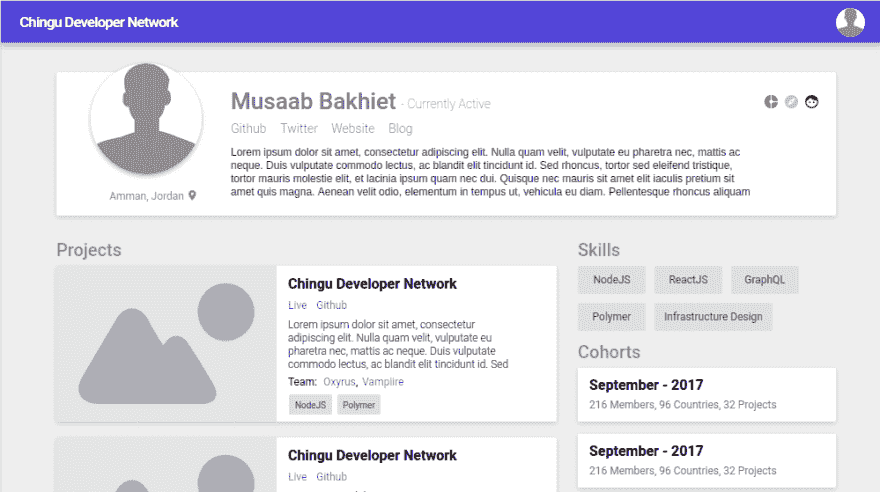 Chingu Developer Network
Musaab Bakhiet - Currently Active
Github Twitter Website Blog
Lorem ipsum dolor sit amet, consectetur adipiscing elit. Nulla quam velit, vulputate eu pharetra nec, mattis ac
neque. Duis vulputate commodo lectus, ac blandit elit tincidunt id. Sed rhoncus, tortor sed eleifend tristique,
tortor mauris molestie elit, et lacinia ipsum quam nec dui. Quisque nec mauris sit amet elit iaculis pretium sit
amet quis magna. Aenean velit odio, elementum in tempus ut, vehicula eu diam. Pellentesque rhoncus aliquam
Amman, Jordan
Projects
Chingu Developer Network
Live Github
Lorem ipsum dolor sit amet, consectetur
adipiscing elit. Nulla quam velit, vulputate eu
pharetra nec, mattis ac neque. Duis vulputate
commodo lectus, ac blandit elit tincidunt id. Sed
Team: Oxyrus, Vampiire
NodeJS Polymer
Chingu Developer Network
Live Github
Skills
NodeJS ReactJS GraphQL
Polymer Infrastructure Design
Cohorts
September - 2017
216 Members, 96 Countries, 32 Projects
September - 2017
216 Members, 96 Countries, 32 Projects